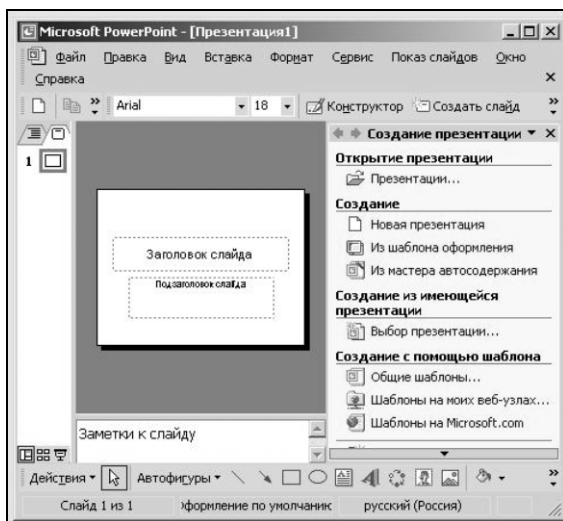 Microsoft PowerPoint - [Презентация1]
Файл Правка Вид Вставка Формат Сервис Показ слайдов Окно
Справка
Arial 18 Конструктор Создать слайд
Создание презентации
1
Открытие презентации
Презентации...
Создание
Новая презентация
Из шаблона оформления
Из мастера автосодержания
Создание из имеющейся
презентации
Выбор презентации...
Создание с помощью шаблона
Общие шаблоны...
Шаблоны на моих веб-узлах...
Шаблоны на Microsoft.com
Заголовок слайда
Подзаголовок слайда
Заметки к слайду
Действия Автофигуры
Слайд 1 из 1 Оформление по умолчанию русский (Россия)